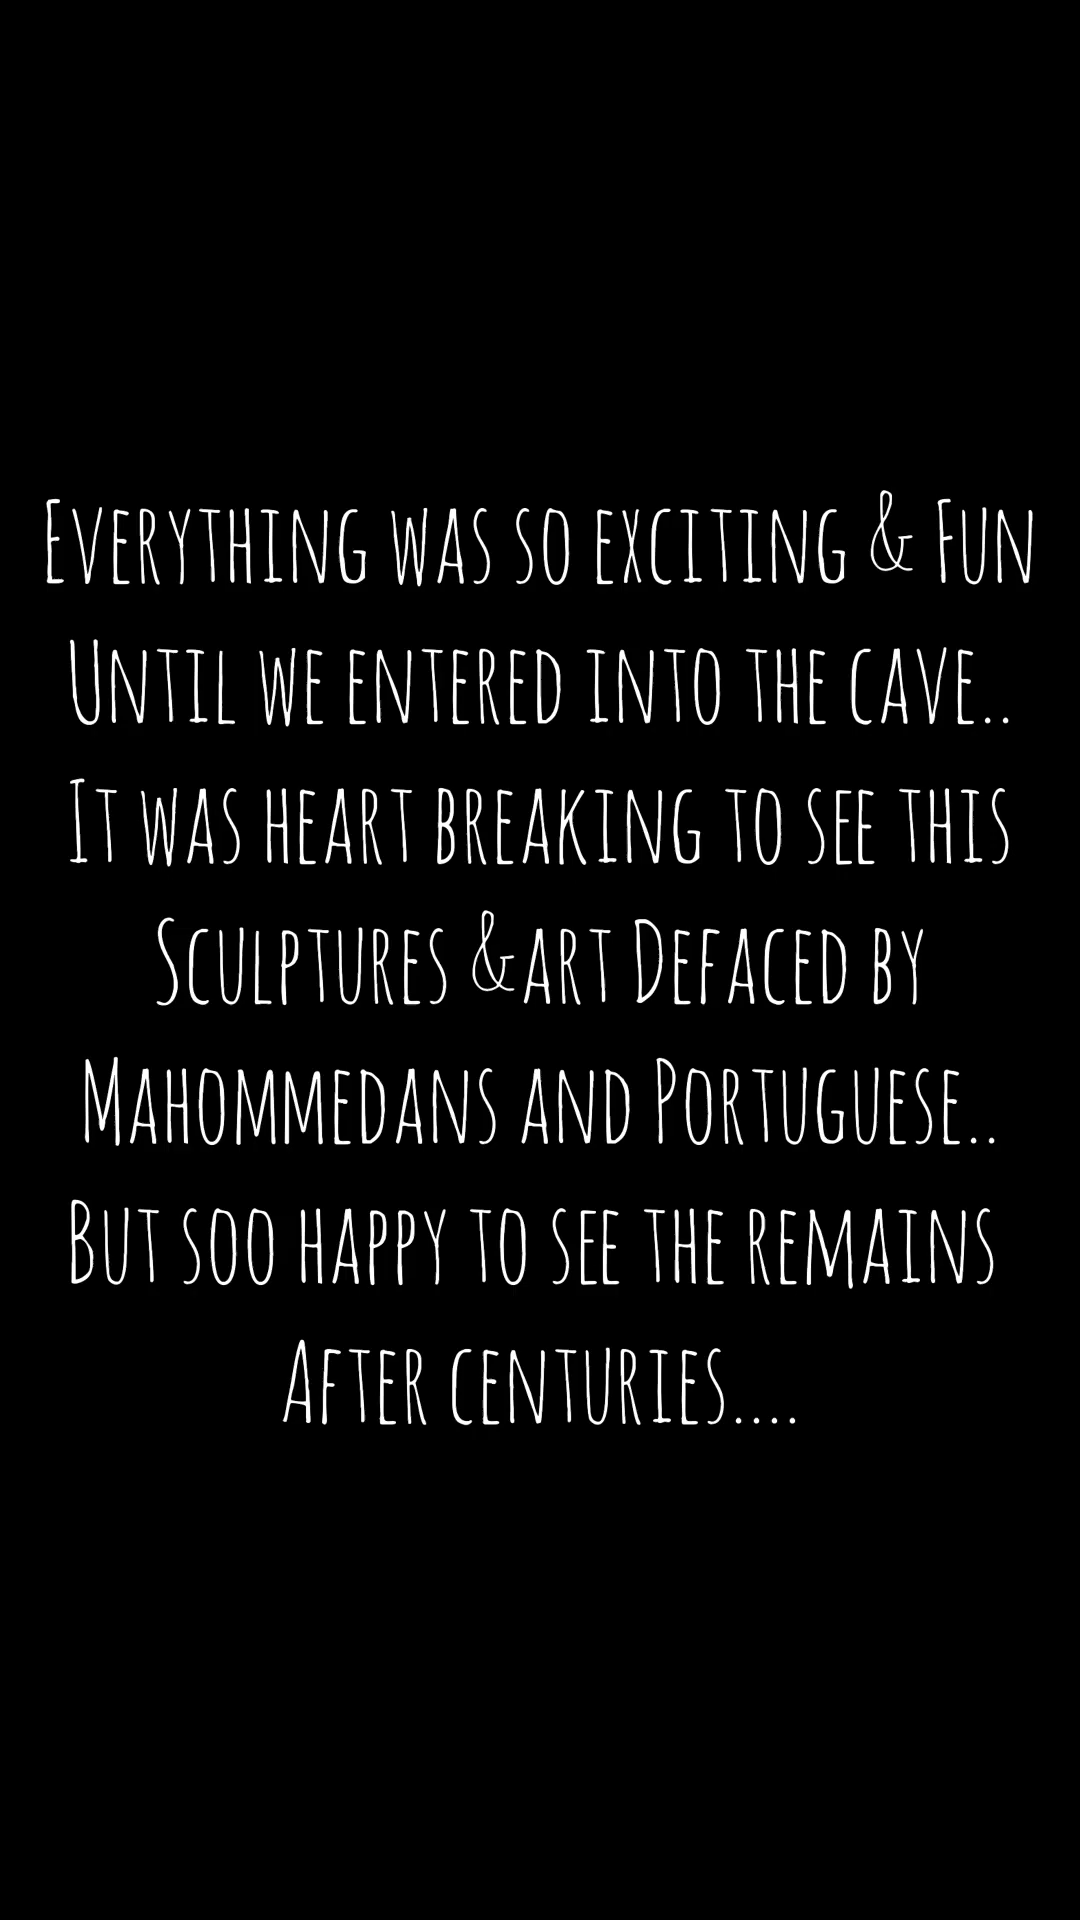 Everything was so exciting & Fun
Until we entered into the cave..
It was heart breaking to see this
Sculptures &art Defaced by
Mahommedans and Portuguese..
But soo happy to see the remains
After centuries....